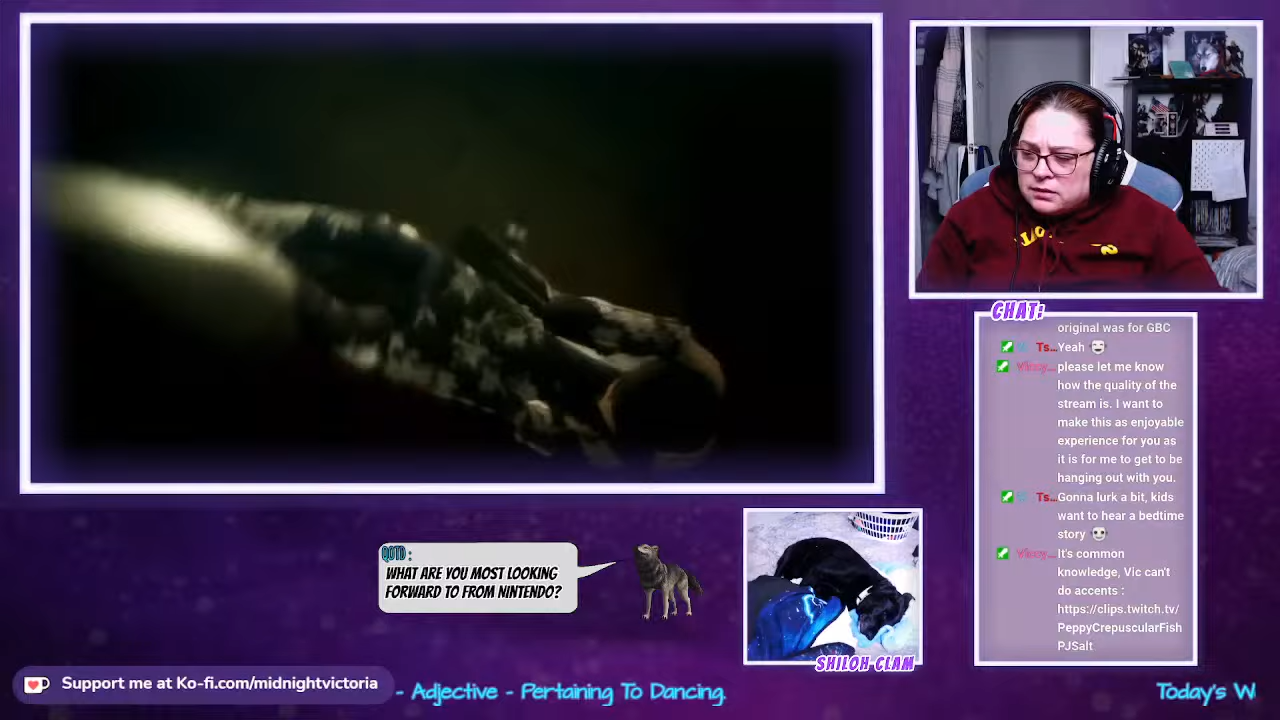 CHAT:
original was for GBC
Ts... Yeah
please let me know
how the quality of the
stream is. I want to
make this as enjoyable
experience for you as
it is for me to get to be
hanging out with you.
Ts... Gonna lurk a bit, kids
want to hear a bedtime
story
It's common
knowledge, Vic can't
do accents :
https://clips.twitch.tv/
PeppyCrepuscularFish
PJSalt
QOTD:
WHAT ARE YOU MOST LOOKING
FORWARD TO FROM NINTENDO?
SHILOH CLAM
Support me at Ko-fi.com/midnightvictoria
- Adjective - Pertaining To Dancing.
Today's W